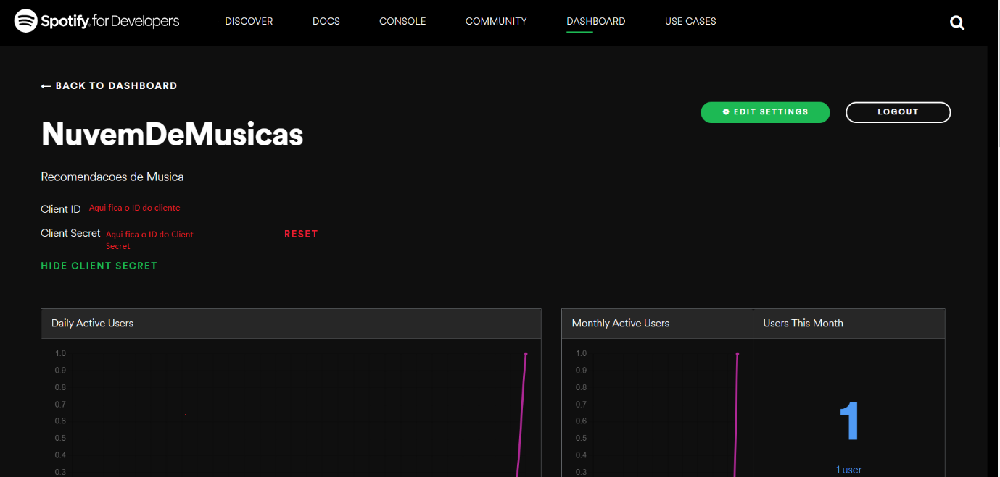 Spotify for Developers
DISCOVER
DOCS
CONSOLE
COMMUNITY
DASHBOARD
USE CASES
← BACK TO DASHBOARD
EDIT SETTINGS
LOGOUT
NuvemDeMusicas
Recomendacoes de Musica
Client ID Aqui fica o ID do cliente
Client Secret Aqui fica o ID do Client
Secret
RESET
HIDE CLIENT SECRET
Daily Active Users
1.0
0.9
0.8
0.7
0.6
0.5
0.4
0.3
Monthly Active Users
1.0
0.9
0.8
0.7
0.6
0.5
0.4
0.3
Users This Month
1
1 user